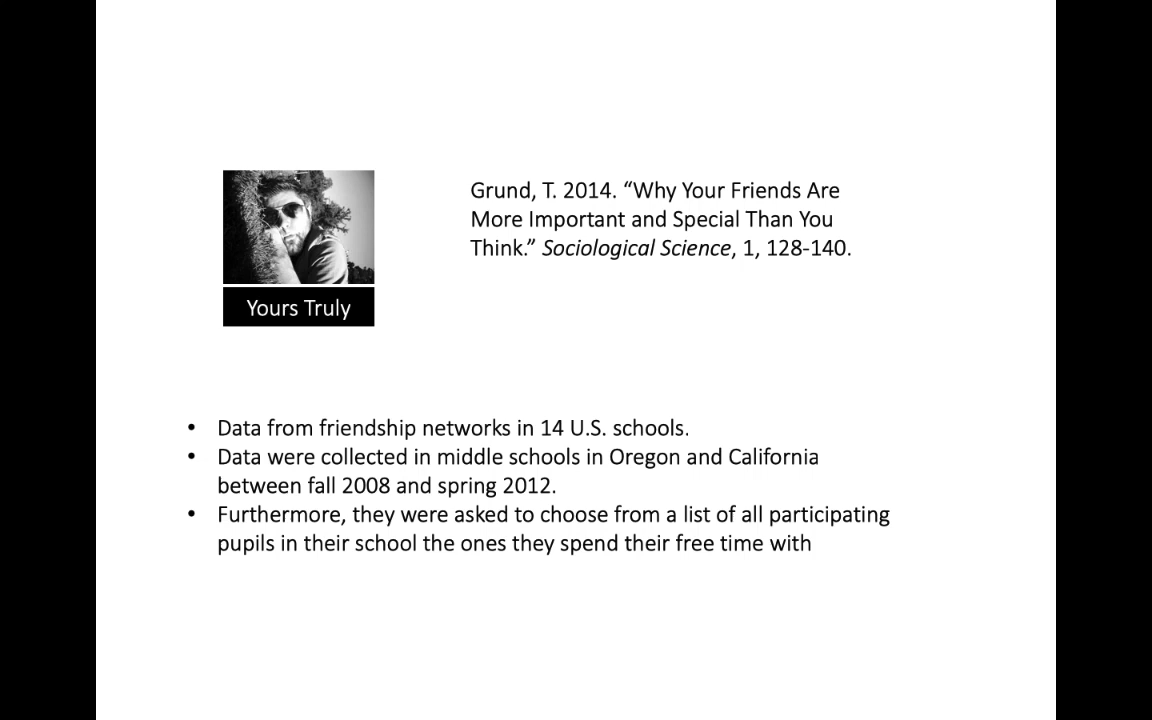 Grund, T. 2014. “Why Your Friends Are
More Important and Special Than You
Think.” Sociological Science, 1, 128-140.
Yours Truly
• Data from friendship networks in 14 U.S. schools.
• Data were collected in middle schools in Oregon and California
between fall 2008 and spring 2012.
• Furthermore, they were asked to choose from a list of all participating
pupils in their school the ones they spend their free time with